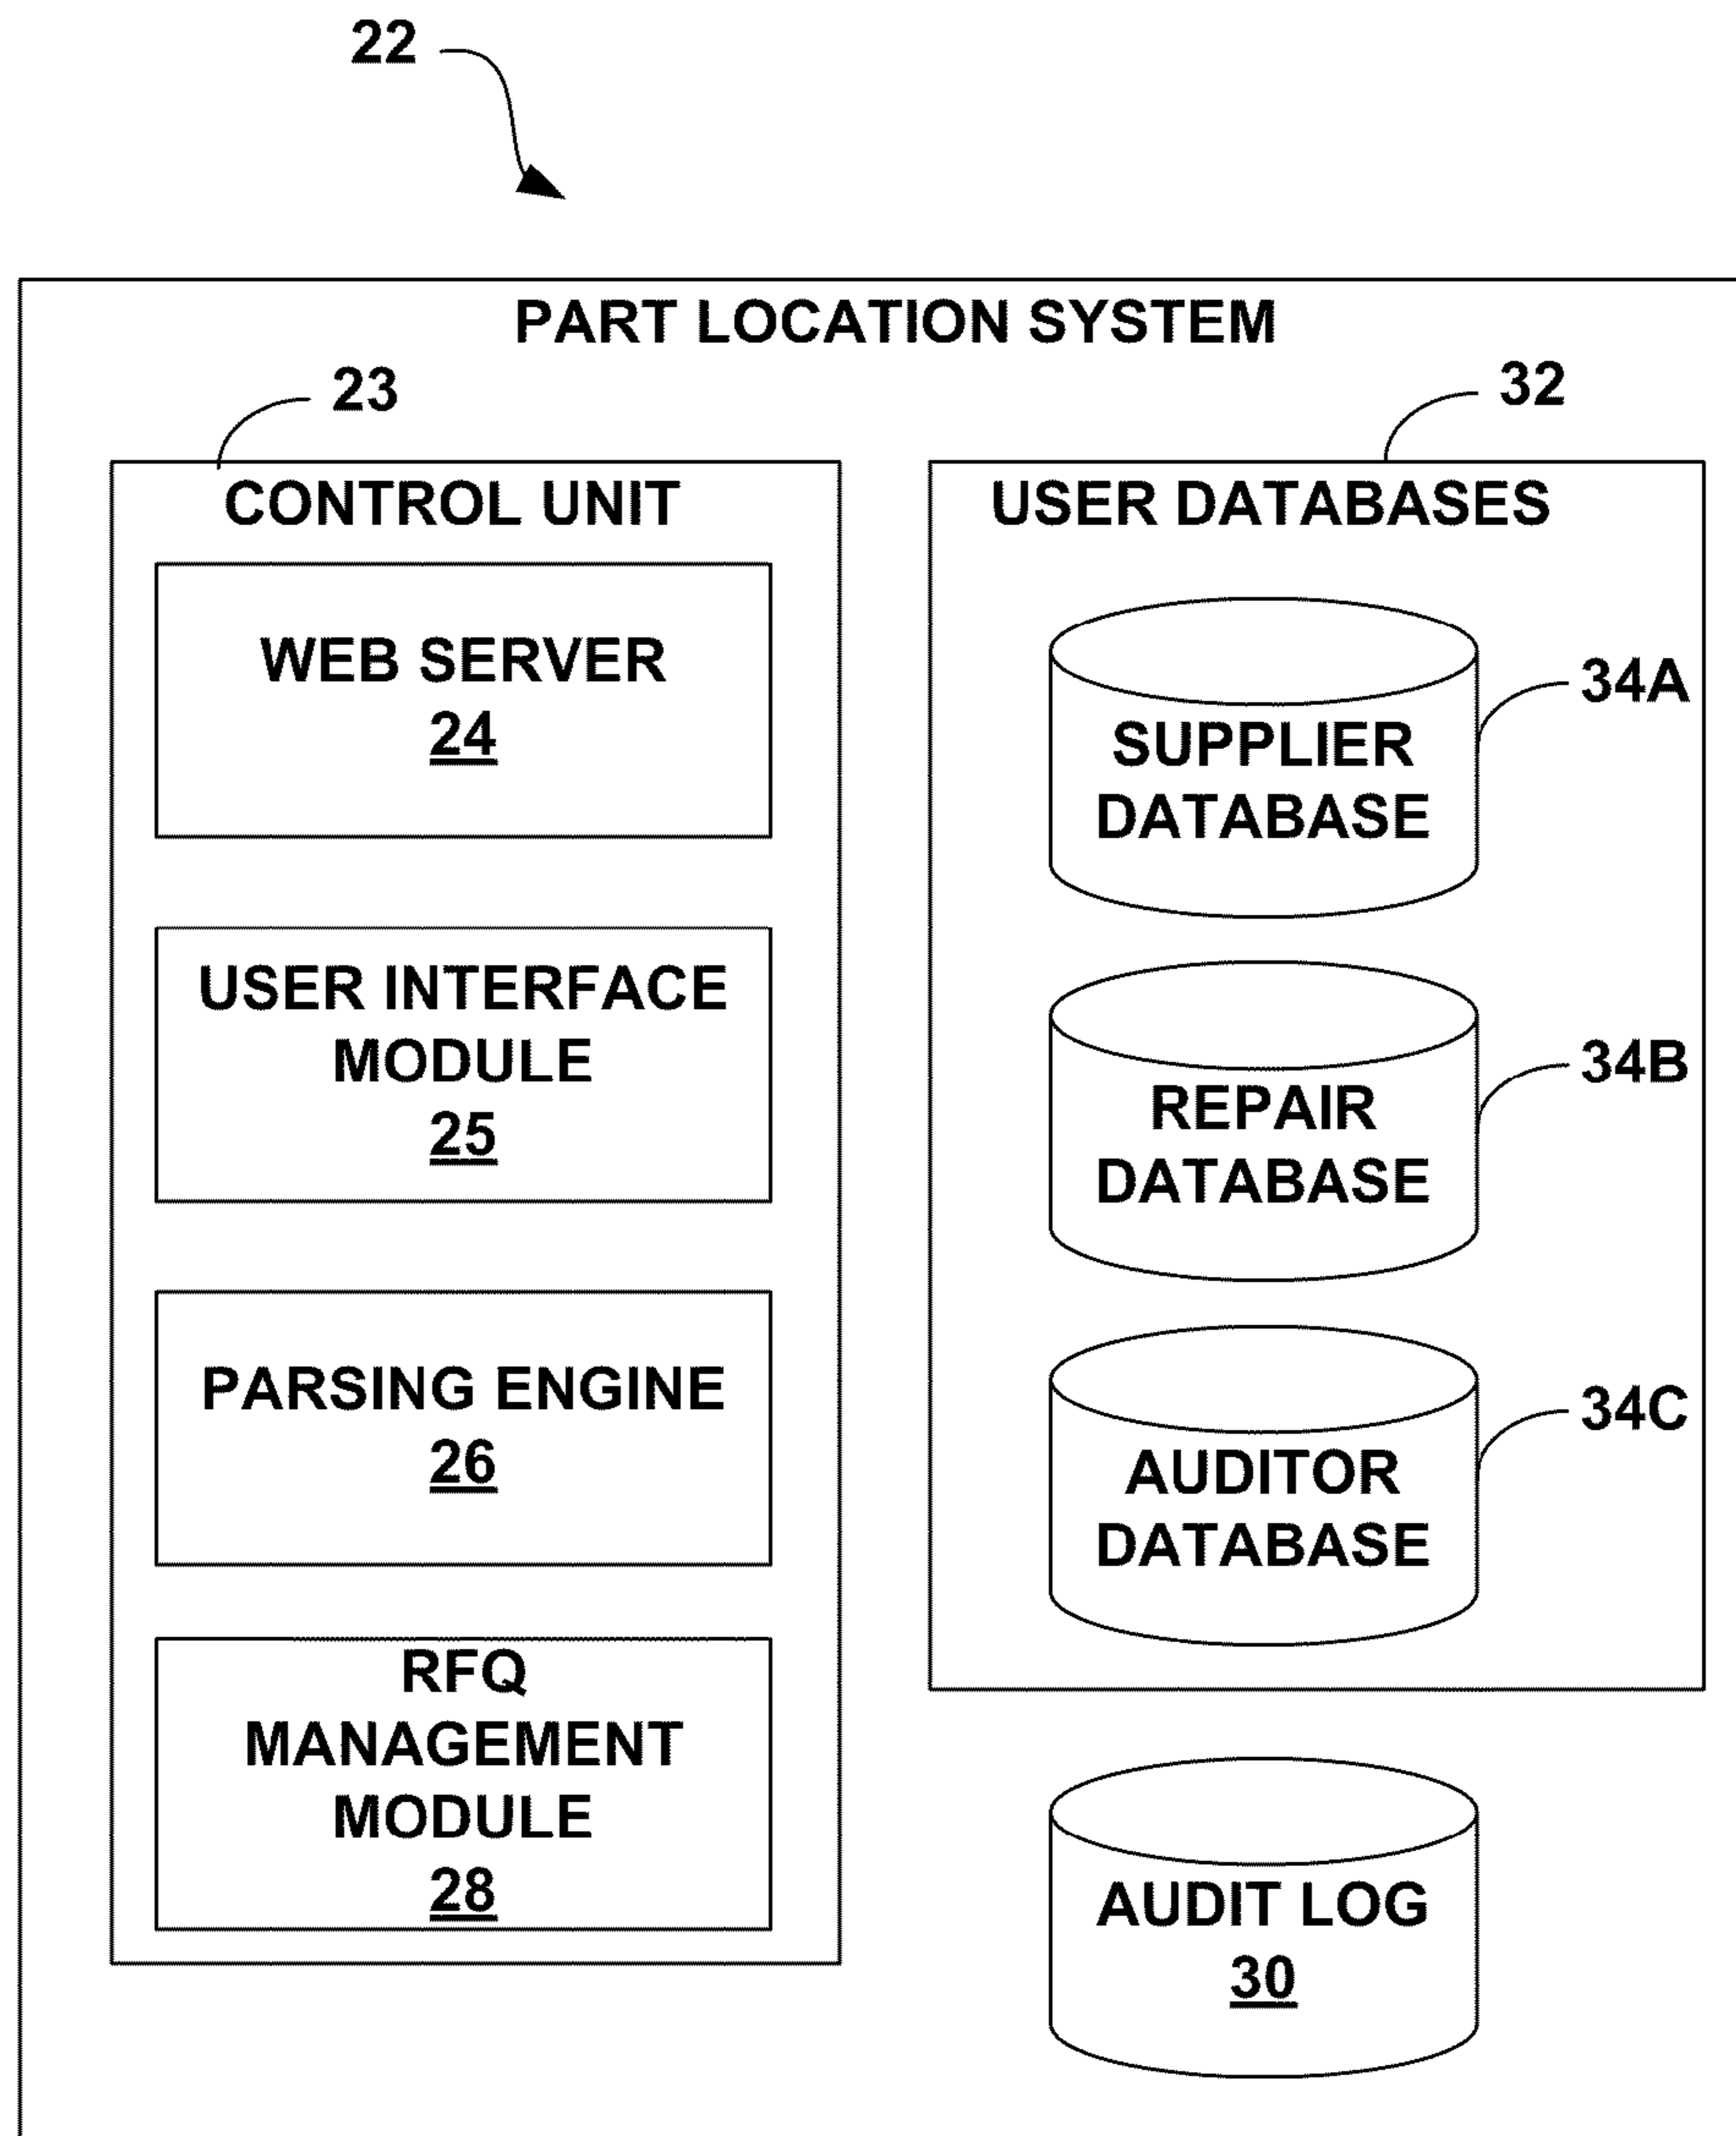 22
PART LOCATION SYSTEM
23
CONTROL UNIT
WEB SERVER
24
USER INTERFACE
MODULE
25
PARSING ENGINE
26
RFQ
MANAGEMENT
MODULE
28
32
USER DATABASES
SUPPLIER
DATABASE
34A
REPAIR
DATABASE
34B
AUDITOR
DATABASE
34C
AUDIT LOG
30